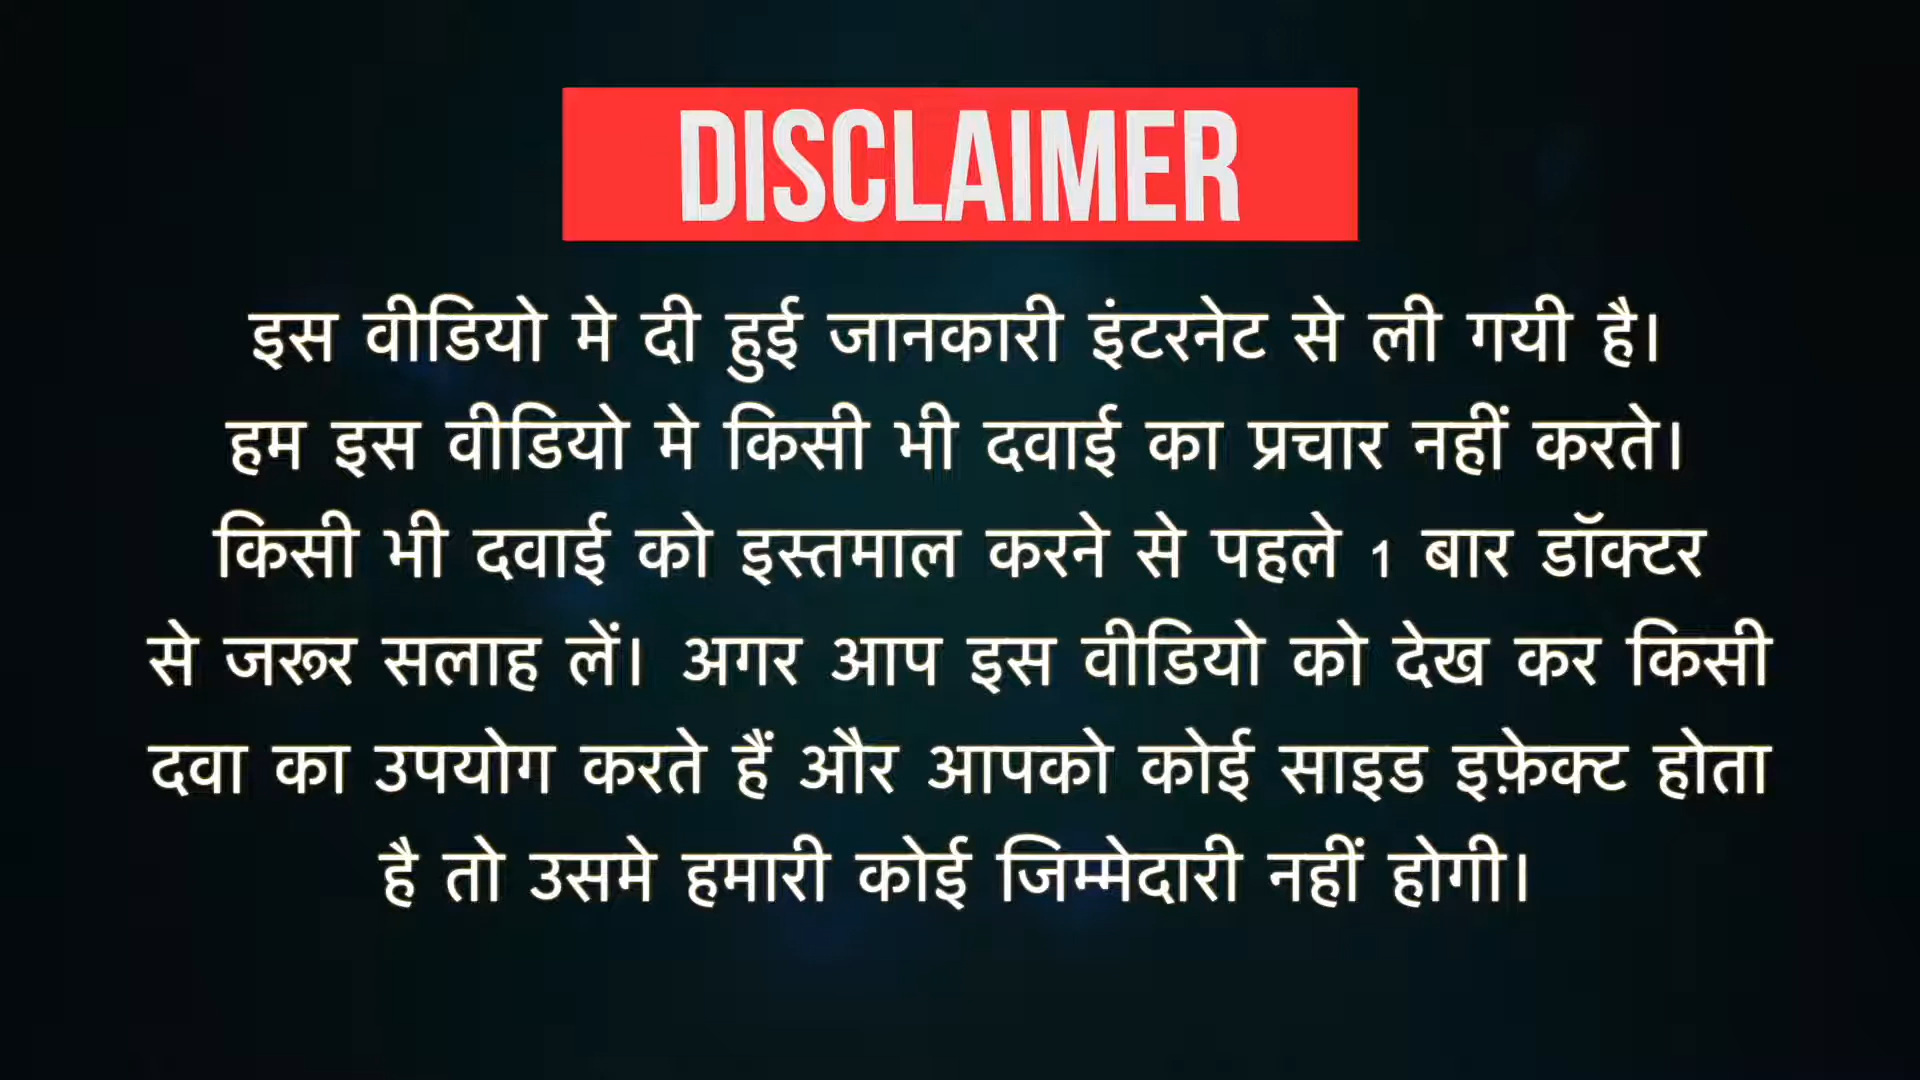 DISCLAIMER
इस वीडियो मे दी हुई जानकारी इंटरनेट से ली गयी है।
हम इस वीडियो मे किसी भी दवाई का प्रचार नहीं करते।
किसी भी दवाई को इस्तमाल करने से पहले 1 बार डॉक्टर
से जरूर सलाह लें। अगर आप इस वीडियो को देख कर किसी
दवा का उपयोग करते हैं और आपको कोई साइड इफ़ेक्ट होता
है तो उसमे हमारी कोई जिम्मेदारी नहीं होगी।